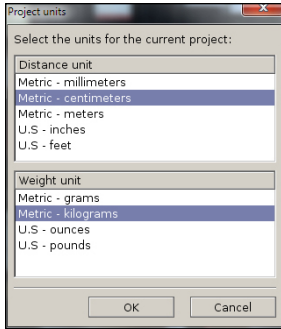 Project units
Select the units for the current project:
Distance unit
Metric - millimeters
Metric - centimeters
Metric - meters
U.S - inches
U.S - feet
Weight unit
Metric - grams
Metric - kilograms
U.S - ounces
U.S - pounds
OK
Cancel